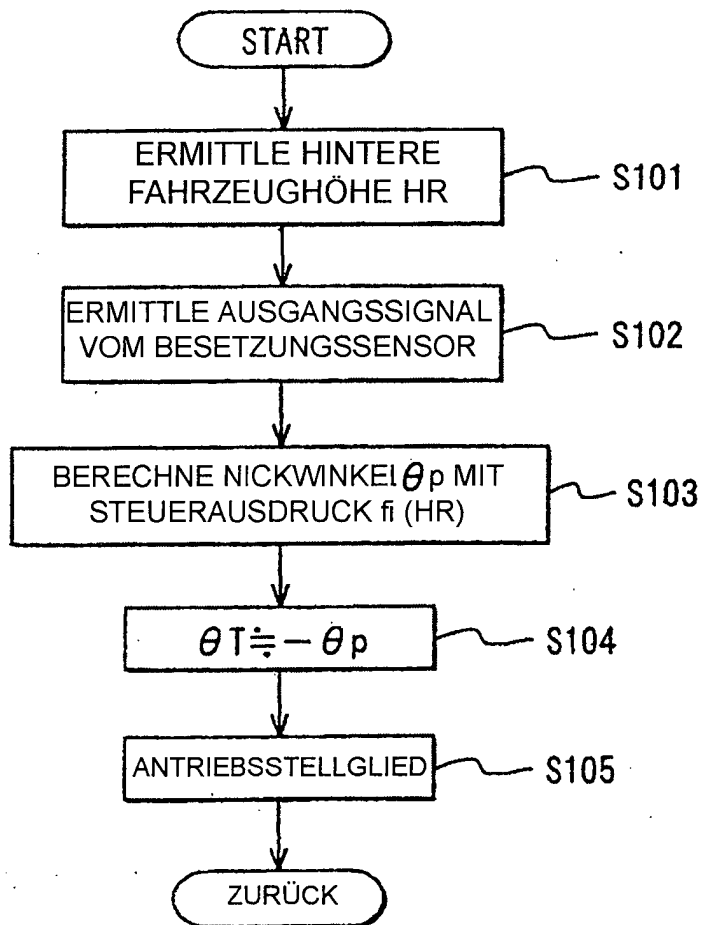 START
ERMITTLE HINTERE
FAHRZEUGHÖHE HR
S101
ERMITTLE AUSGANGSSIGNAL
VOM BESETZUNGSSENSOR
S102
BERECHNE NICKWINKEl θp MIT
STEUERAUSDRUCK fi (HR)
S103
θT≒－θp
S104
ANTRIEBSSTELLGLIED
S105
ZURÜCK